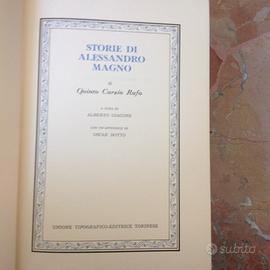 STORIE DI
ALESSANDRO
MAGNO
di
Quinto Curzio Rufo
A CURA DI
ALBERTO GIACONE
CON UN'APPENDICE DI
OSCAR BOTTO
UNIONE TIPOGRAFICO-EDITRICE TORINESE
subito